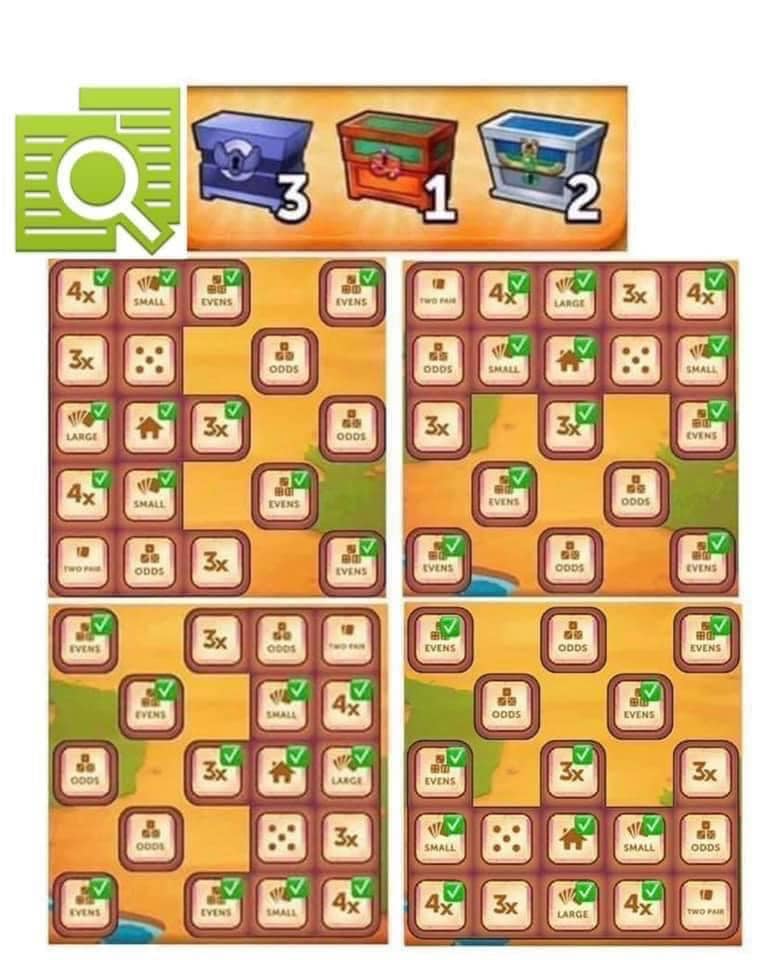 3 1 2
4x SMALL EVENS EVENS
3x ODDS
LARGE 3x ODDS
4x SMALL EVENS
TWO PAIR ODDS 3x EVENS
TWO PAIR 4x LARGE 3x 4x
ODDS SMALL SMALL
3x 3x EVENS
EVENS ODDS
EVENS ODDS EVENS
EVENS 3x ODDS TWO PAIR
EVENS SMALL 4x
ODDS 3x LARGE
ODDS 3x
EVENS EVENS SMALL 4x
EVENS ODDS EVENS
ODDS EVENS
EVENS 3x 3x
SMALL SMALL ODDS
4x 3x LARGE 4x TWO PAIR